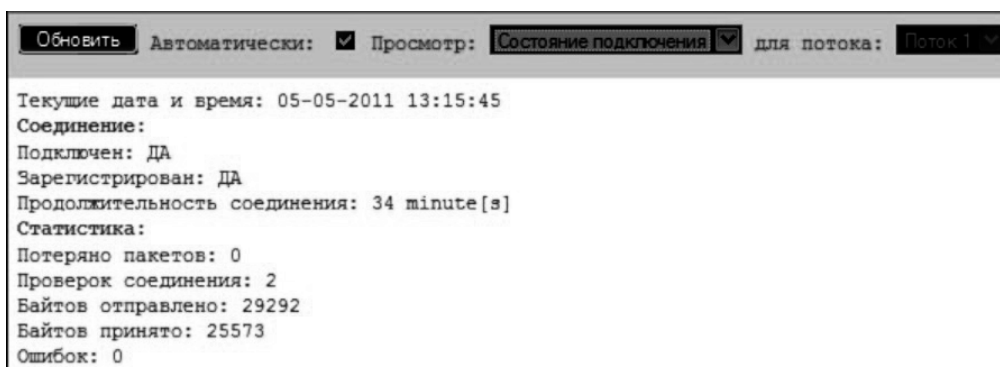 Обновить Автоматически: Просмотр: Состояние подключения для потока: Поток 1
Текущие дата и время: 05-05-2011 13:15:45
Соединение:
Подключен: ДА
Зарегистрирован: ДА
Продолжительность соединения: 34 minute[s]
Статистика:
Потеряно пакетов: 0
Проверок соединения: 2
Байтов отправлено: 29292
Байтов принято: 25573
Ошибок: 0